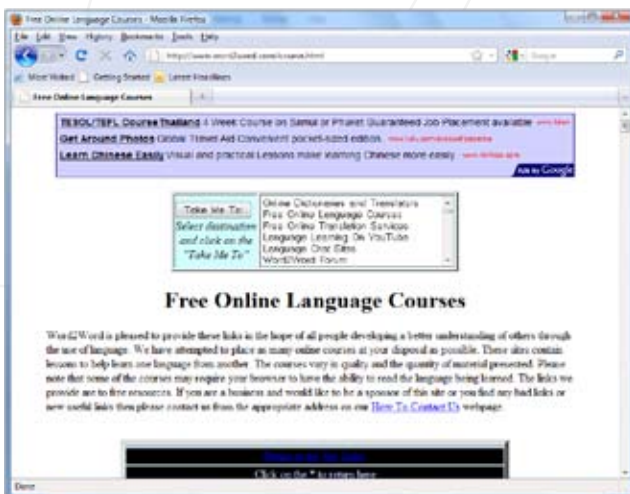 Free Online Language Courses - Mozilla Firefox
File Edit View History Bookmarks Tools Help
http://www.word2word.com/course.html
Most Visited Getting Started Latest Headlines
Free Online Language Courses
TESOL/TEFL Course Thailand 4 Week Course on Samui or Phuket Guaranteed Job Placement available
Get Around Photos Global Travel Aid Convenient pocket-sized edition.
Learn Chinese Easily Visual and practical Lessons make learning Chinese more easily.
Ads by Google
Take Me To:
Select destination
and click on the
"Take Me To"
Online Dictionaries and Translators
Free Online Language Courses
Free Online Translation Services
Language Learning On YouTube
Language Chat Sites
Word2Word Forum
Free Online Language Courses
Word2Word is pleased to provide these links in the hope of all people developing a better understanding of others through
the use of language. We have attempted to place as many online courses at your disposal as possible. These sites contain
lessons to help learn one language from another. The courses vary in quality and the quantity of material presented. Please
note that some of the courses may require your browser to have the ability to read the language being learned. The links we
provide are to free resources. If you are a business and would like to be a sponsor of this site or you find any bad links or
new useful links then please contact us from the appropriate address on our How To Contact Us webpage.
Click on the * to return here
Done